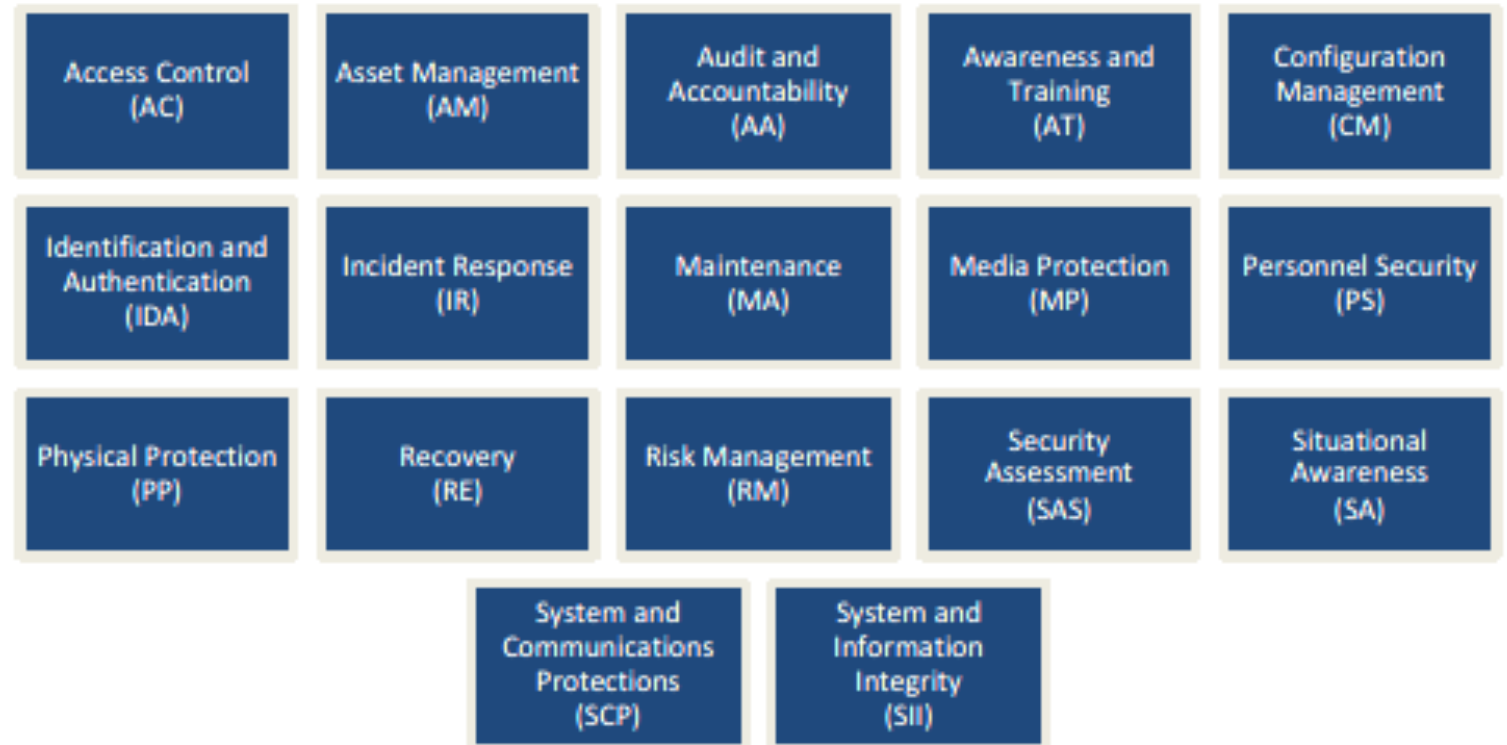 Access Control
(AC)
Asset Management
(AM)
Audit and
Accountability
(AA)
Awareness and
Training
(AT)
Configuration
Management
(CM)
Identification and
Authentication
(IDA)
Incident Response
(IR)
Maintenance
(MA)
Media Protection
(MP)
Personnel Security
(PS)
Physical Protection
(PP)
Recovery
(RE)
Risk Management
(RM)
Security
Assessment
(SAS)
Situational
Awareness
(SA)
System and
Communications
Protections
(SCP)
System and
Information
Integrity
(SII)